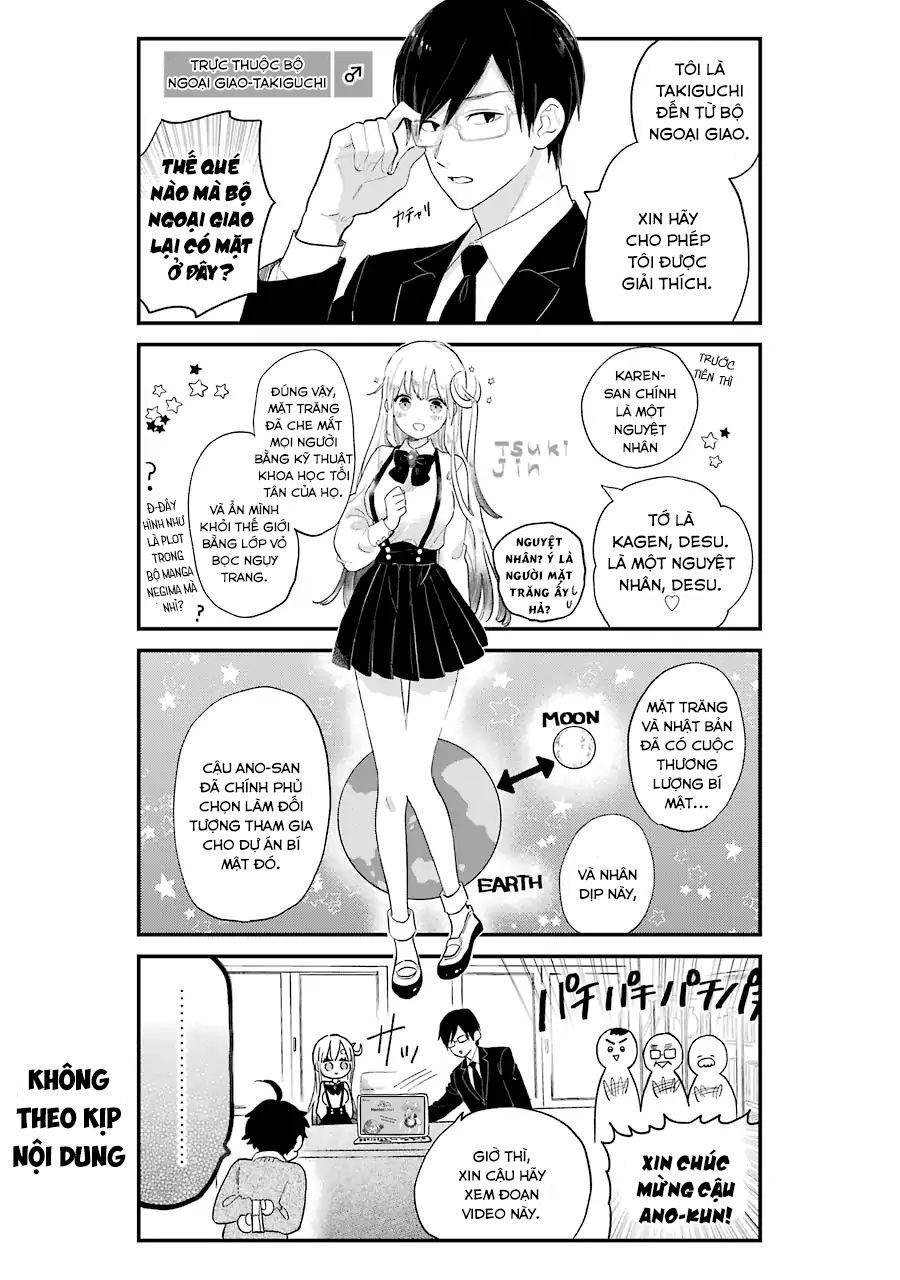 TÔI LÀ
TAKIGUCHI
ĐẾN TỪ BỘ
NGOẠI GIAO.
XIN HÃY
CHO PHÉP
TÔI ĐƯỢC
GIẢI THÍCH.
TRỰC THUỘC BỘ
NGOẠI GIAO-TAKIGUCHI
♂
カチャリ
THẾ QUÉ
NÀO MÀ BỘ
NGOẠI GIAO
LẠI CÓ MẶT
Ở ĐÂY?
TRƯỚC
TIÊN THÌ
KAREN-
SAN CHÍNH
LÀ MỘT
NGUYỆT
NHÂN
TỚ LÀ
KAGEN, DESU.
LÀ MỘT NGUYỆT
NHÂN, DESU.
♡
TSUKI
JIN
NGUYỆT
NHÂN? Ý LÀ
NGƯỜI MẶT
TRĂNG ẤY
HẢ?
ĐÚNG VẬY,
MẶT TRĂNG
ĐÃ CHE MẮT
MỌI NGƯỜI
BẰNG KỸ THUẬT
KHOA HỌC TỐI
TÂN CỦA HỌ.
VÀ ẨN MÌNH
KHỎI THẾ GIỚI
BẰNG LỚP VỎ
BỌC NGỤY
TRANG.
?
Đ-ĐÂY
HÌNH NHƯ
LÀ PLOT
TRONG
BỘ MANGA
NEGIMA MÀ
NHỈ?
?
MẶT TRĂNG
VÀ NHẬT BẢN
ĐÃ CÓ CUỘC
THƯƠNG
LƯỢNG BÍ
MẬT...
MOON
EARTH
VÀ NHÂN
DỊP NÀY,
CẬU ANO-SAN
ĐÃ CHÍNH PHỦ
CHỌN LÀM ĐỐI
TƯỢNG THAM GIA
CHO DỰ ÁN BÍ
MẬT ĐÓ.
パチパチパチパ
XIN CHÚC
MỪNG CẬU
ANO-KUN!
GIỜ THÌ,
XIN CẬU HÃY
XEM ĐOẠN
VIDEO NÀY.
..........
KHÔNG
THEO KỊP
NỘI DUNG